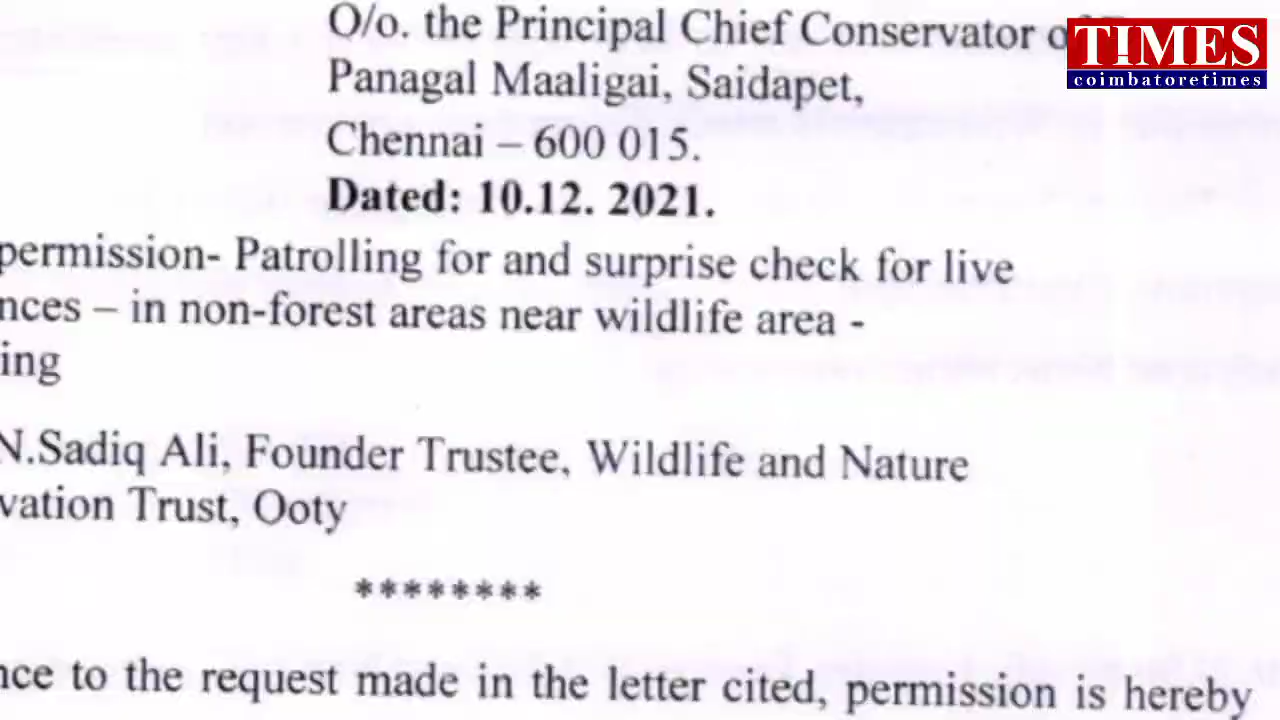 O/o. the Principal Chief Conservator of
TIMES
coimbatoretimes
Panagal Maaligai, Saidapet,
Chennai – 600 015.
Dated: 10.12. 2021.
permission- Patrolling for and surprise check for live
nces – in non-forest areas near wildlife area -
ing
N.Sadiq Ali, Founder Trustee, Wildlife and Nature
vation Trust, Ooty
********
nce to the request made in the letter cited, permission is hereby